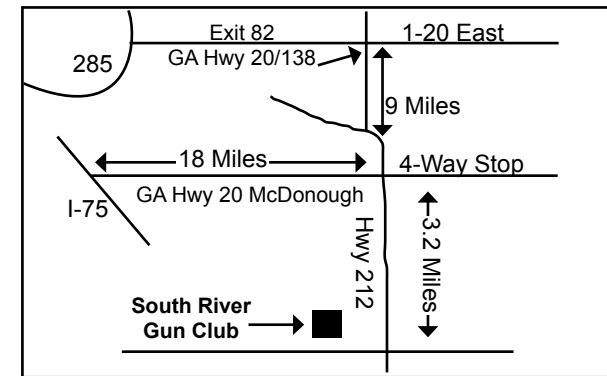 Exit 82
1-20 East
GA Hwy 20/138
285
9 Miles
18 Miles
4-Way Stop
GA Hwy 20 McDonough
I-75
Hwy 212
3.2 Miles
South River
Gun Club